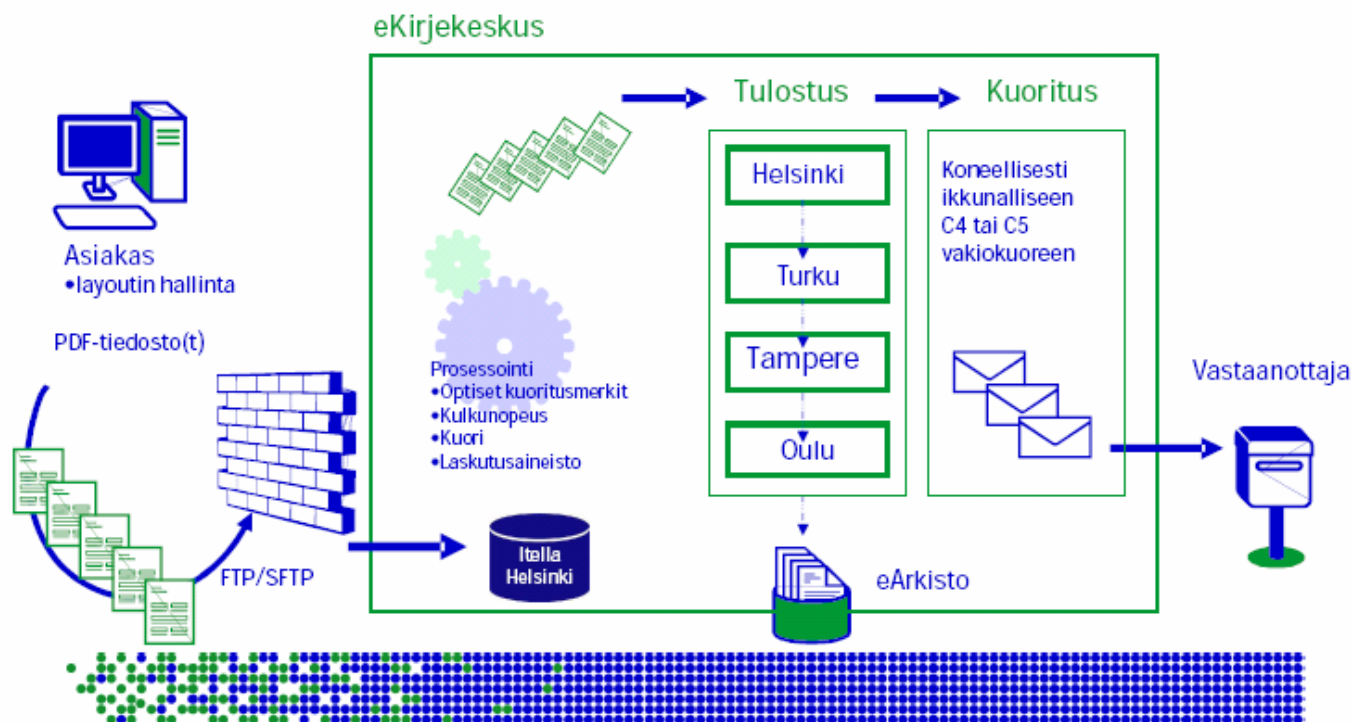 eKirjekeskus
Tulostus
Kuoritus
Asiakas
•layoutin hallinta
PDF-tiedosto(t)
FTP/SFTP
Prosessointi
•Optiset kuoritusmerkit
•Kulkunopeus
•Kuori
•Laskutusaineisto
Itella
Helsinki
Helsinki
Turku
Tampere
Oulu
eArkisto
Koneellisesti
ikkunalliseen
C4 tai C5
vakiokuoreen
Vastaanottaja